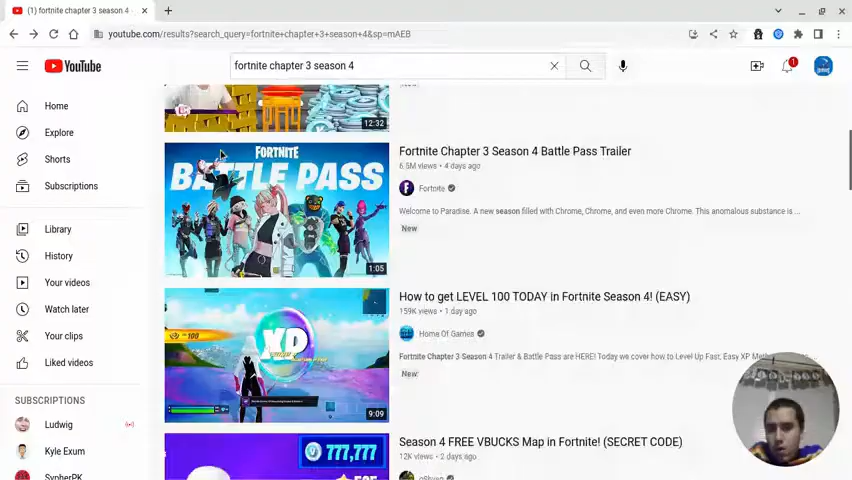 (1) fortnite chapter 3 season 4 -
youtube.com/results?search_query=fortnite+chapter+3+season+4&sp=mAEB
YouTube
fortnite chapter 3 season 4
1
Home
Explore
Shorts
Subscriptions
Library
History
Your videos
Watch later
Your clips
Liked videos
SUBSCRIPTIONS
Ludwig
Kyle Exum
SypherPK
12:32
FORTNITE
BATTLE PASS
1:05
Fortnite Chapter 3 Season 4 Battle Pass Trailer
6.5M views • 4 days ago
Fortnite
Welcome to Paradise. A new season filled with Chrome, Chrome, and even more Chrome. This anomalous substance is ...
New
100
XP
9:09
How to get LEVEL 100 TODAY in Fortnite Season 4! (EASY)
159K views • 1 day ago
Home Of Games
Fortnite Chapter 3 Season 4 Trailer & Battle Pass are HERE! Today we cover how to Level Up Fast, Easy XP
New
777,777
Season 4 FREE VBUCKS Map in Fortnite! (SECRET CODE)
12K views • 2 days ago